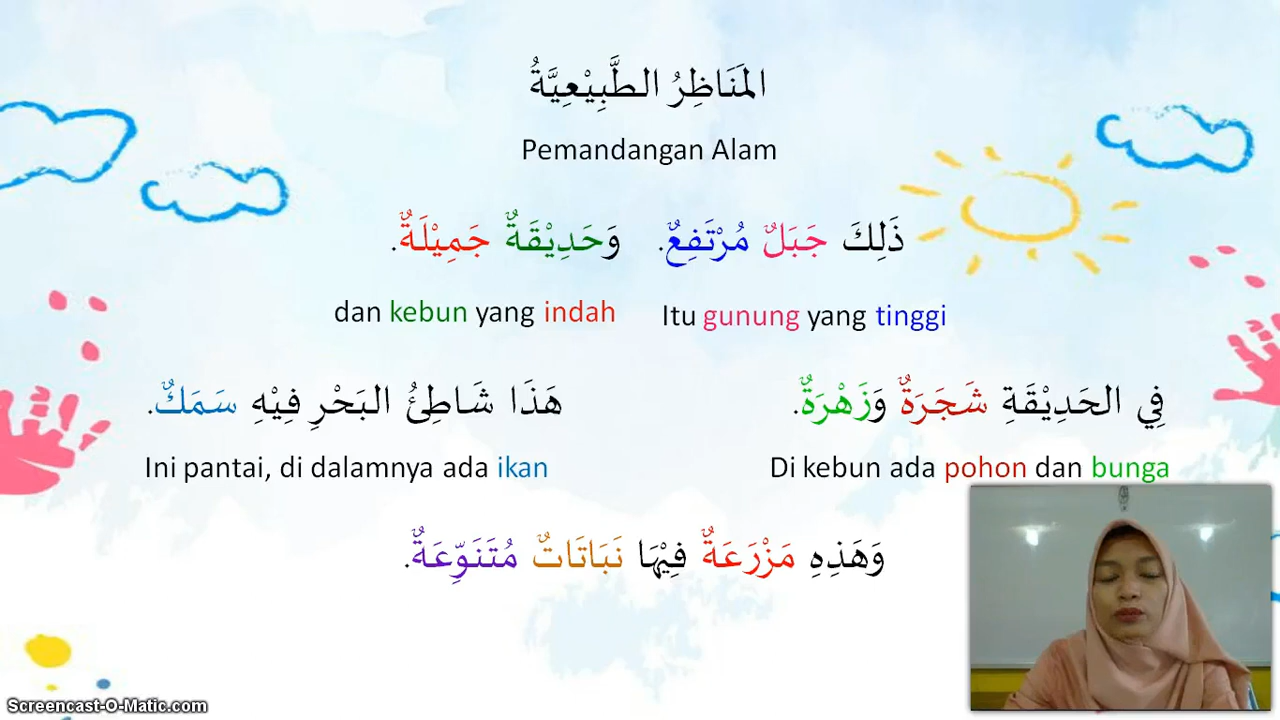 المَنَاظِرُ الطَّبِيْعِيَّةُ
Pemandangan Alam
ذَلِكَ جَبَلٌ مُرْتَفِعٌ.
وَحَدِيْقَةٌ جَمِيْلَةٌ.
Itu gunung yang tinggi
dan kebun yang indah
فِي الحَدِيْقَةِ شَجَرَةٌ وَزَهْرَةٌ.
هَذَا شَاطِئُ البَحْرِ فِيْهِ سَمَكٌ.
Di kebun ada pohon dan bunga
Ini pantai, di dalamnya ada ikan
وَهَذِهِ مَزْرَعَةٌ فِيْهَا نَبَاتَاتٌ مُتَنَوِّعَةٌ.
Screencast-O-Matic.com